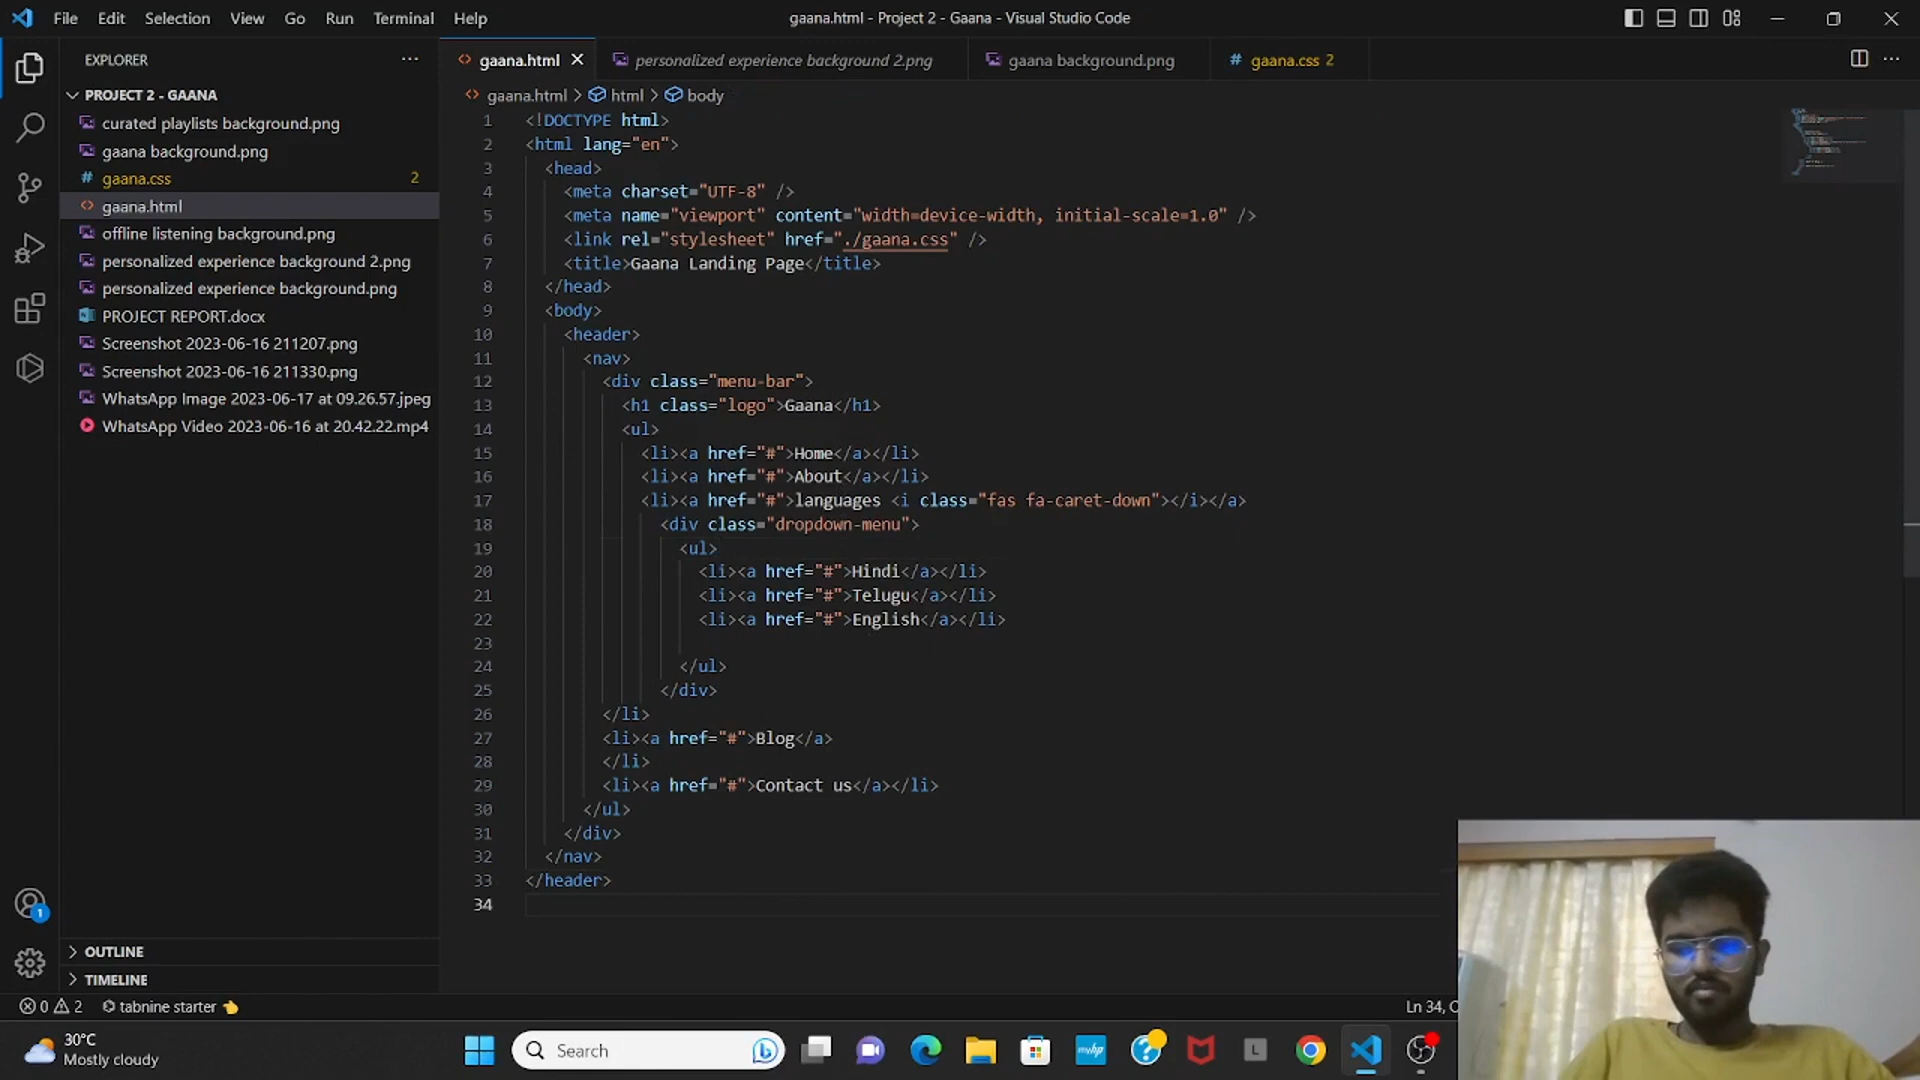 File Edit Selection View Go Run Terminal Help
gaana.html - Project 2 - Gaana - Visual Studio Code
EXPLORER
gaana.html
personalized experience background 2.png
gaana background.png
gaana.css 2
PROJECT 2 - GAANA
curated playlists background.png
gaana background.png
gaana.css 2
gaana.html
offline listening background.png
personalized experience background 2.png
personalized experience background.png
PROJECT REPORT.docx
Screenshot 2023-06-16 211207.png
Screenshot 2023-06-16 211330.png
WhatsApp Image 2023-06-17 at 09.26.57.jpeg
WhatsApp Video 2023-06-16 at 20.42.22.mp4
OUTLINE
TIMELINE
gaana.html > html > body
1 <!DOCTYPE html>
2 <html lang="en">
3 <head>
4 <meta charset="UTF-8" />
5 <meta name="viewport" content="width=device-width, initial-scale=1.0" />
6 <link rel="stylesheet" href="./gaana.css" />
7 <title>Gaana Landing Page</title>
8 </head>
9 <body>
10 <header>
11 <nav>
12 <div class="menu-bar">
13 <h1 class="logo">Gaana</h1>
14 <ul>
15 <li><a href="#">Home</a></li>
16 <li><a href="#">About</a></li>
17 <li><a href="#">languages <i class="fas fa-caret-down"></i></a>
18 <div class="dropdown-menu">
19 <ul>
20 <li><a href="#">Hindi</a></li>
21 <li><a href="#">Telugu</a></li>
22 <li><a href="#">English</a></li>
23
24 </ul>
25 </div>
26 </li>
27 <li><a href="#">Blog</a>
28 </li>
29 <li><a href="#">Contact us</a></li>
30 </ul>
31 </div>
32 </nav>
33 </header>
34
1
0 2 tabnine starter
Ln 34,
30°C
Mostly cloudy
Search
myhp
L